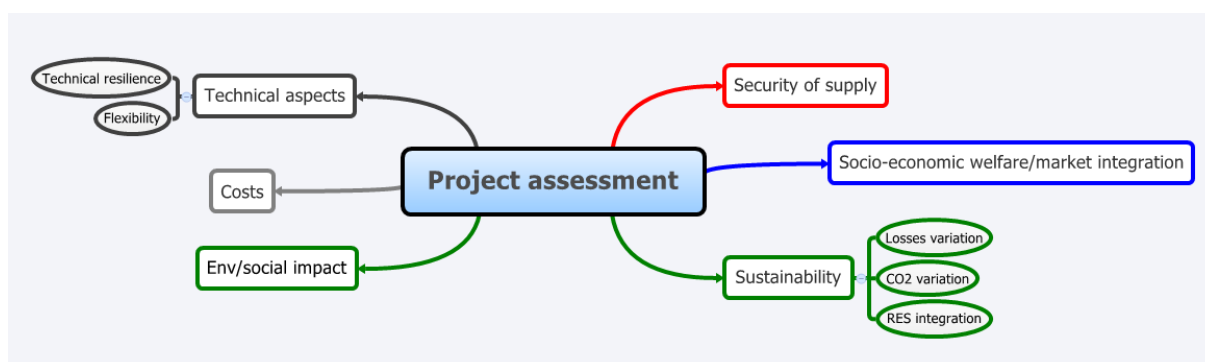 Technical resilience
Flexibility
Technical aspects
Costs
Env/social impact
Project assessment
Security of supply
Socio-economic welfare/market integration
Sustainability
Losses variation
CO2 variation
RES integration